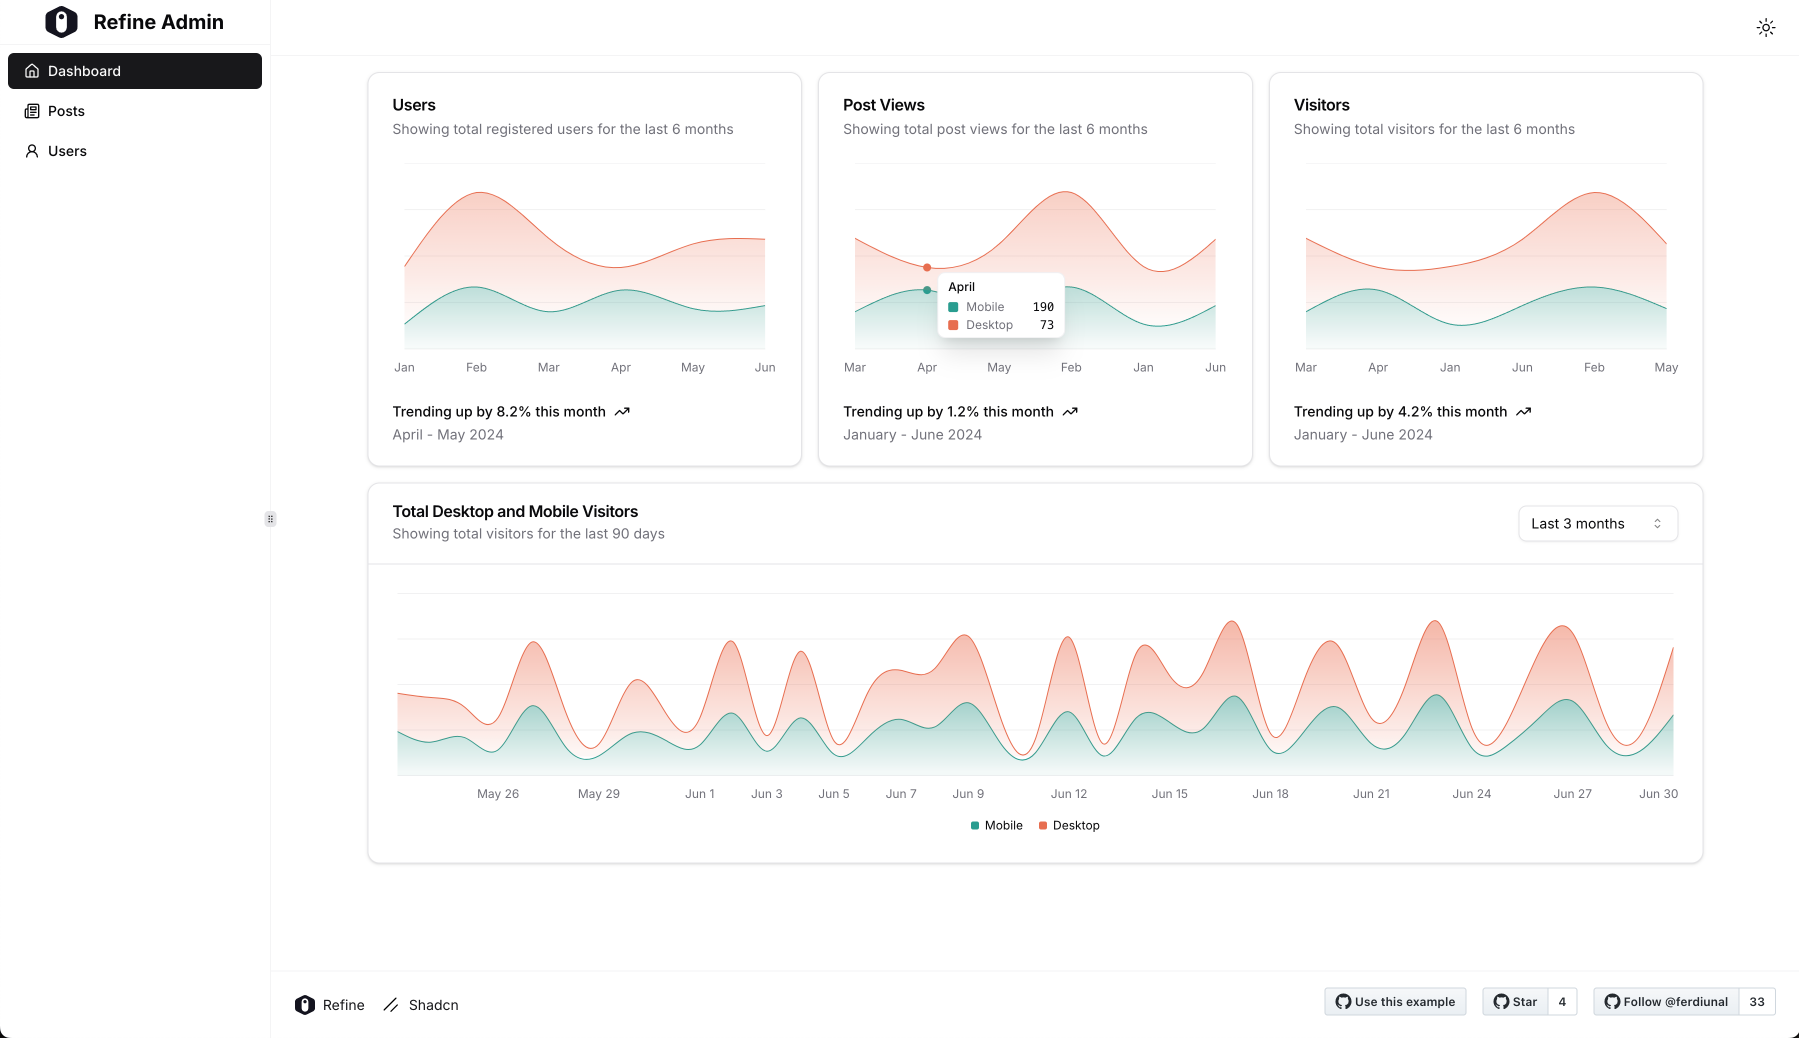 Refine Admin
Dashboard
Posts
Users
Users
Showing total registered users for the last 6 months
Jan Feb Mar Apr May Jun
Trending up by 8.2% this month
April - May 2024
Post Views
Showing total post views for the last 6 months
April
Mobile 190
Desktop 73
Mar Apr May Feb Jan Jun
Trending up by 1.2% this month
January - June 2024
Visitors
Showing total visitors for the last 6 months
Mar Apr Jan Jun Feb May
Trending up by 4.2% this month
January - June 2024
Total Desktop and Mobile Visitors
Showing total visitors for the last 90 days
Last 3 months
May 26 May 29 Jun 1 Jun 3 Jun 5 Jun 7 Jun 9 Jun 12 Jun 15 Jun 18 Jun 21 Jun 24 Jun 27 Jun 30
Mobile Desktop
Refine Shadcn
Use this example Star 4 Follow @ferdiunal 33